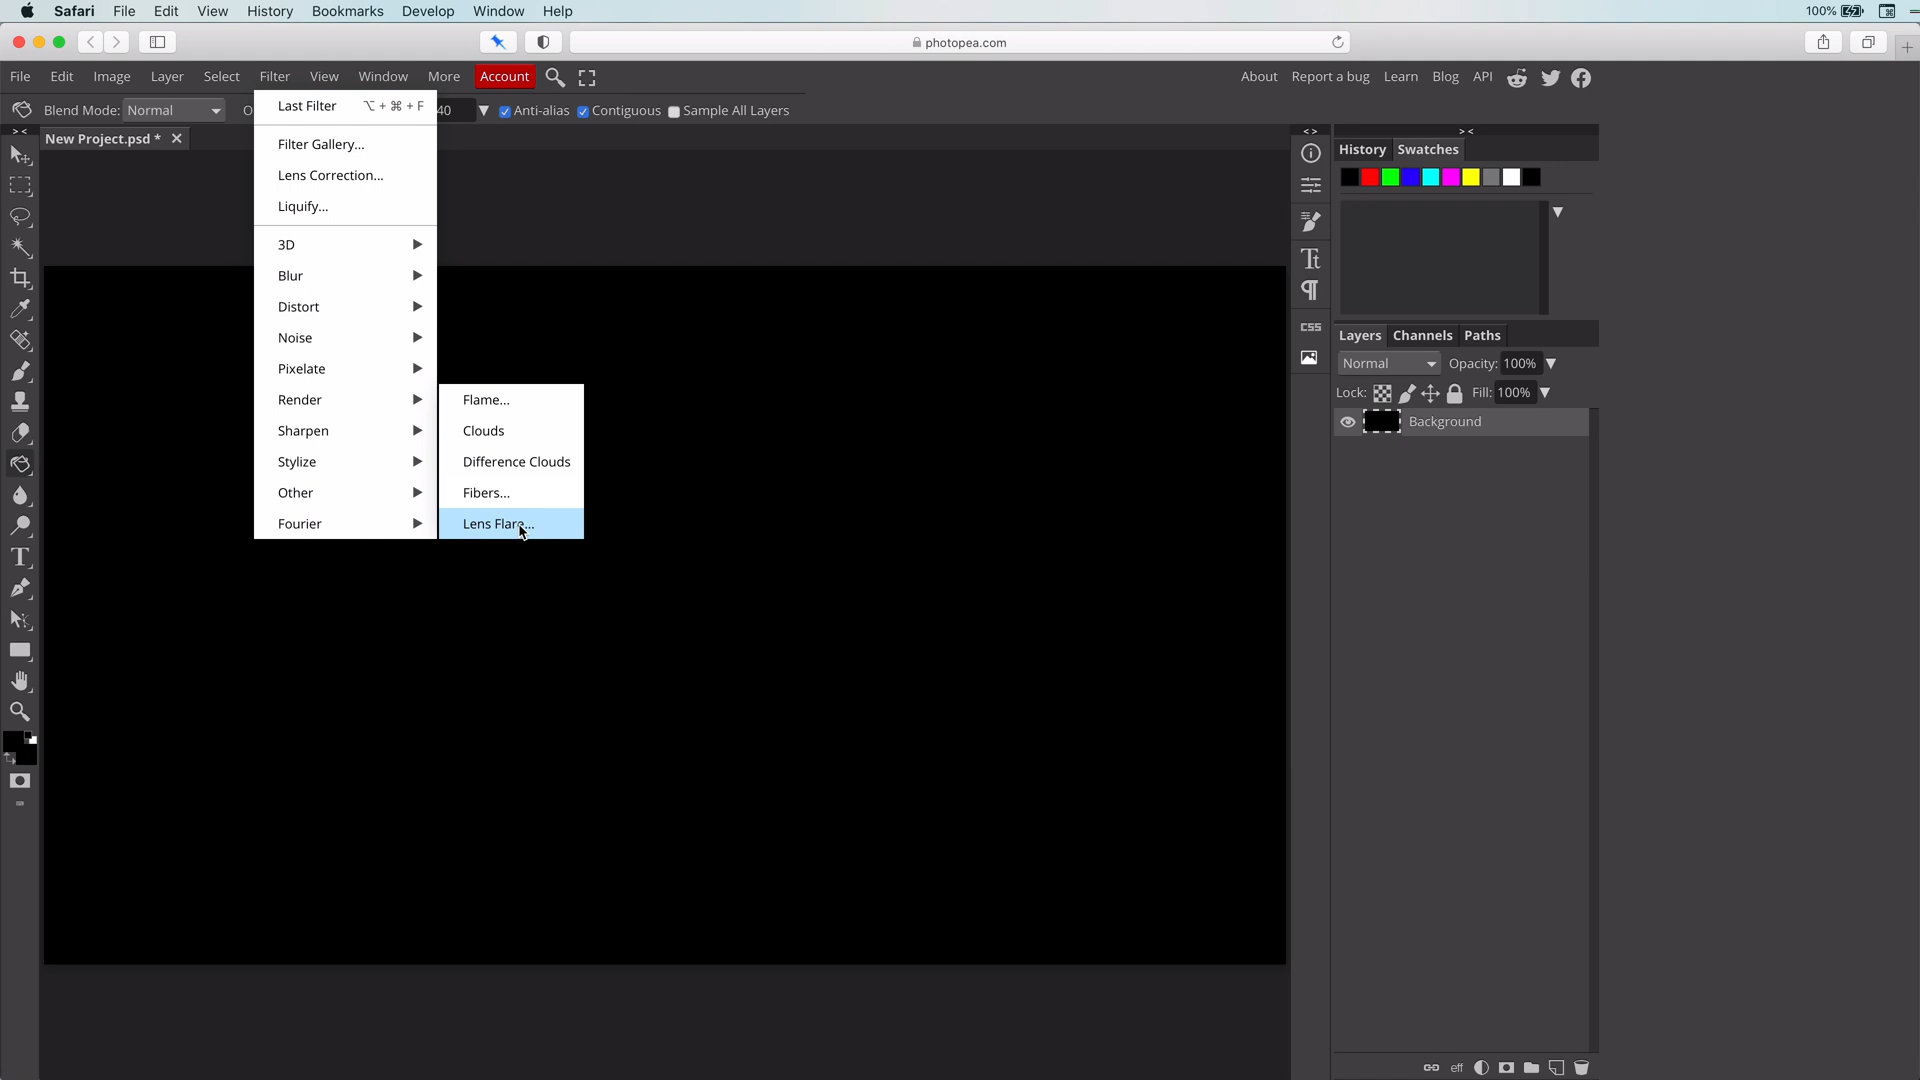 Safari File Edit View History Bookmarks Develop Window Help 100%
photopea.com
File Edit Image Layer Select Filter View Window More Account About Report a bug Learn Blog API
Blend Mode: Normal 40 Anti-alias Contiguous Sample All Layers
New Project.psd *
Last Filter ⌥ + ⌘ + F
Filter Gallery...
Lens Correction...
Liquify...
3D
Blur
Distort
Noise
Pixelate
Render
Sharpen
Stylize
Other
Fourier
Flame...
Clouds
Difference Clouds
Fibers...
Lens Flare...
CSS
History Swatches
Layers Channels Paths
Normal Opacity: 100%
Lock: Fill: 100%
Background
eff